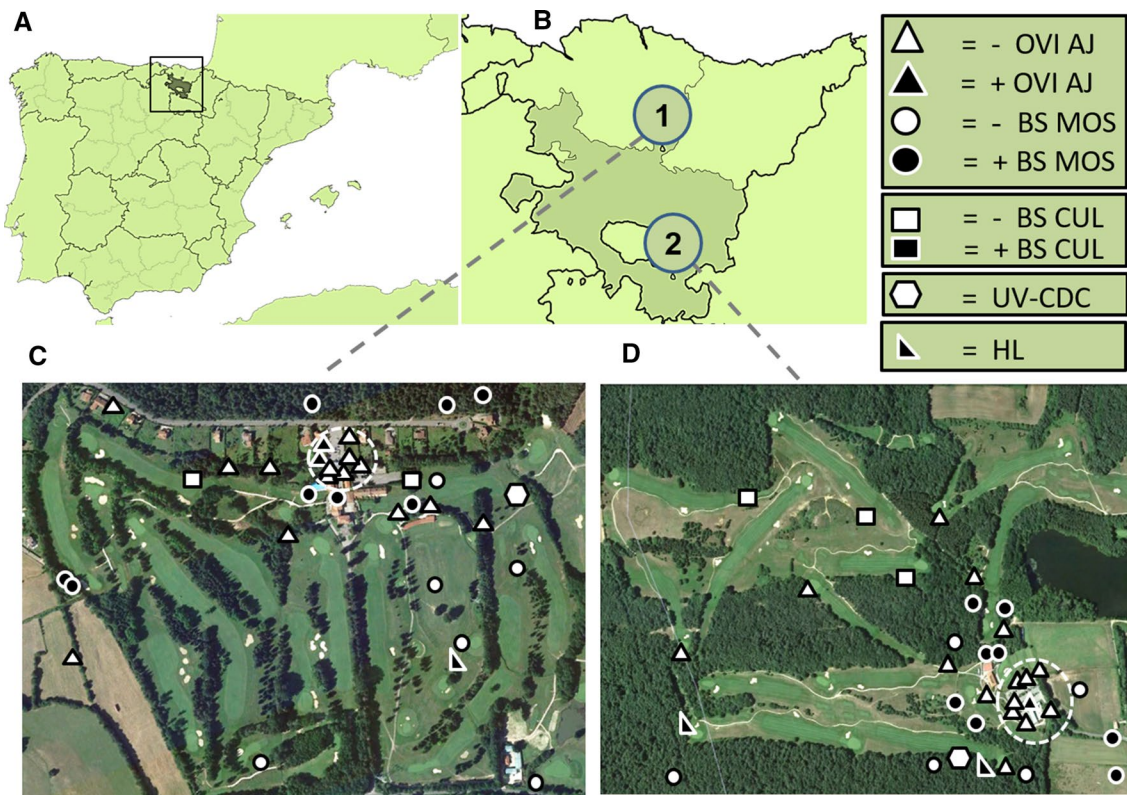 A
B
1
2
= - OVI AJ
= + OVI AJ
= - BS MOS
= + BS MOS
= - BS CUL
= + BS CUL
= UV-CDC
= HL
C
D